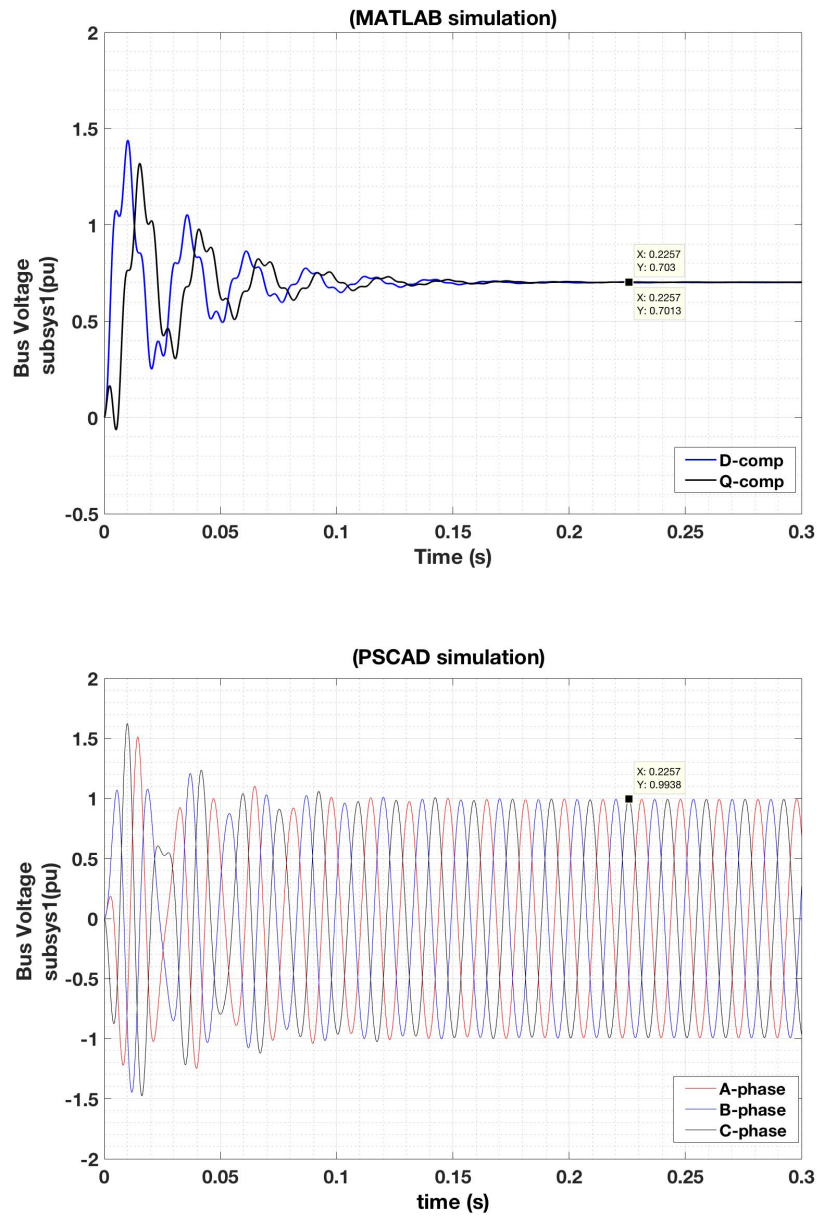 (MATLAB simulation)
2
1.5
1
0.5
0
-0.5
Bus Voltage
subsys1(pu)
X: 0.2257
Y: 0.703
X: 0.2257
Y: 0.7013
D-comp
Q-comp
0 0.05 0.1 0.15 0.2 0.25 0.3
Time (s)
(PSCAD simulation)
2
1.5
1
0.5
0
-0.5
-1
-1.5
-2
Bus Voltage
subsys1(pu)
X: 0.2257
Y: 0.9938
A-phase
B-phase
C-phase
0 0.05 0.1 0.15 0.2 0.25 0.3
time (s)